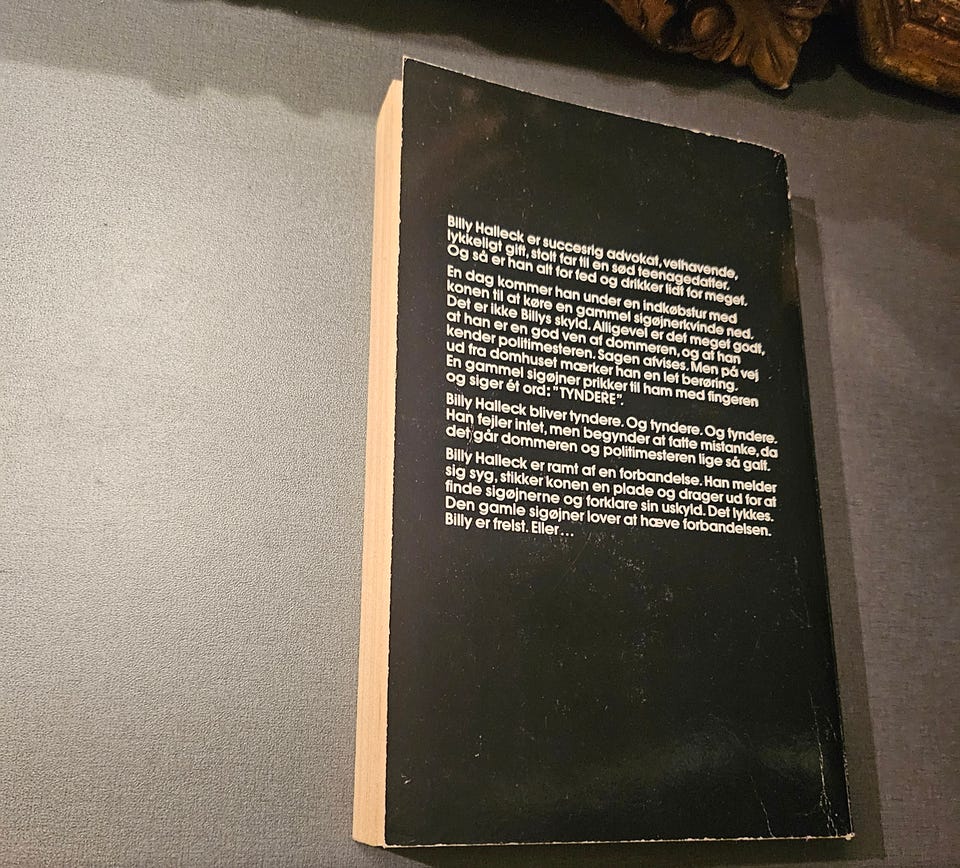 Billy Halleck er succesrig advokat, velhavende,
lykkeligt gift, stolt far til en sød teenagedatter.
Og så er han alt for fed og drikker lidt for meget.
En dag kommer han under en indkøbstur med
konen til at køre en gammel sigøjnerkvinde ned.
Det er ikke Billys skyld. Alligevel er det meget godt,
at han er en god ven af dommeren, og at han
kender politimesteren. Sagen afvises. Men på vej
ud fra domhuset mærker han en let berøring.
En gammel sigøjner prikker til ham med fingeren
og siger ét ord: "TYNDERE".
Billy Halleck bliver tyndere. Og tyndere. Og tyndere.
Han fejler intet, men begynder at fatte mistanke, da
det går dommeren og politimesteren lige så galt.
Billy Halleck er ramt af en forbandelse. Han melder
sig syg, stikker konen en plade og drager ud for at
finde sigøjnerne og forklare sin uskyld. Det lykkes.
Den gamle sigøjner lover at hæve forbandelsen.
Billy er frelst. Eller...